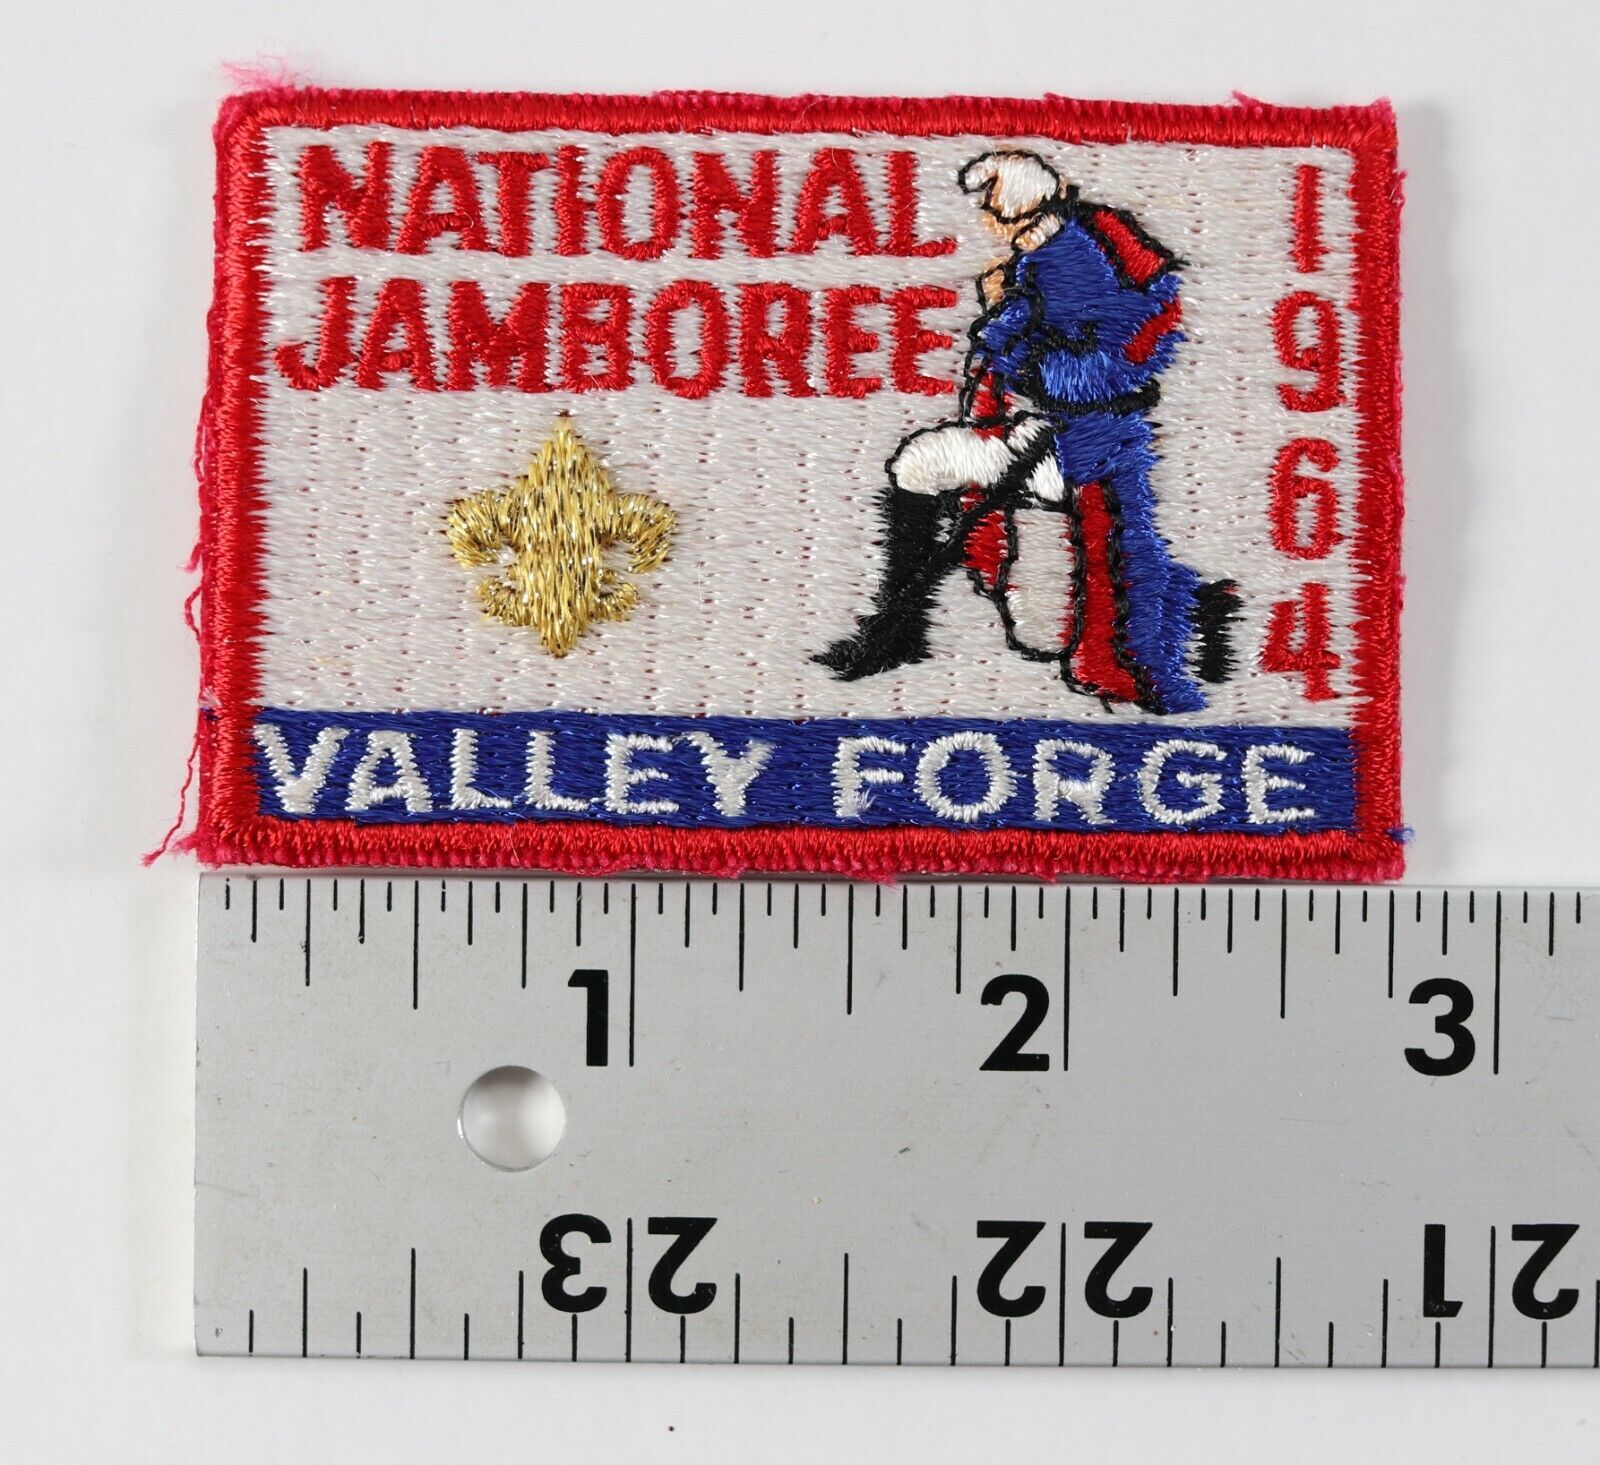 NATIONAL
JAMBOREE
1964
VALLEY FORGE
1 2 3
23 22 21